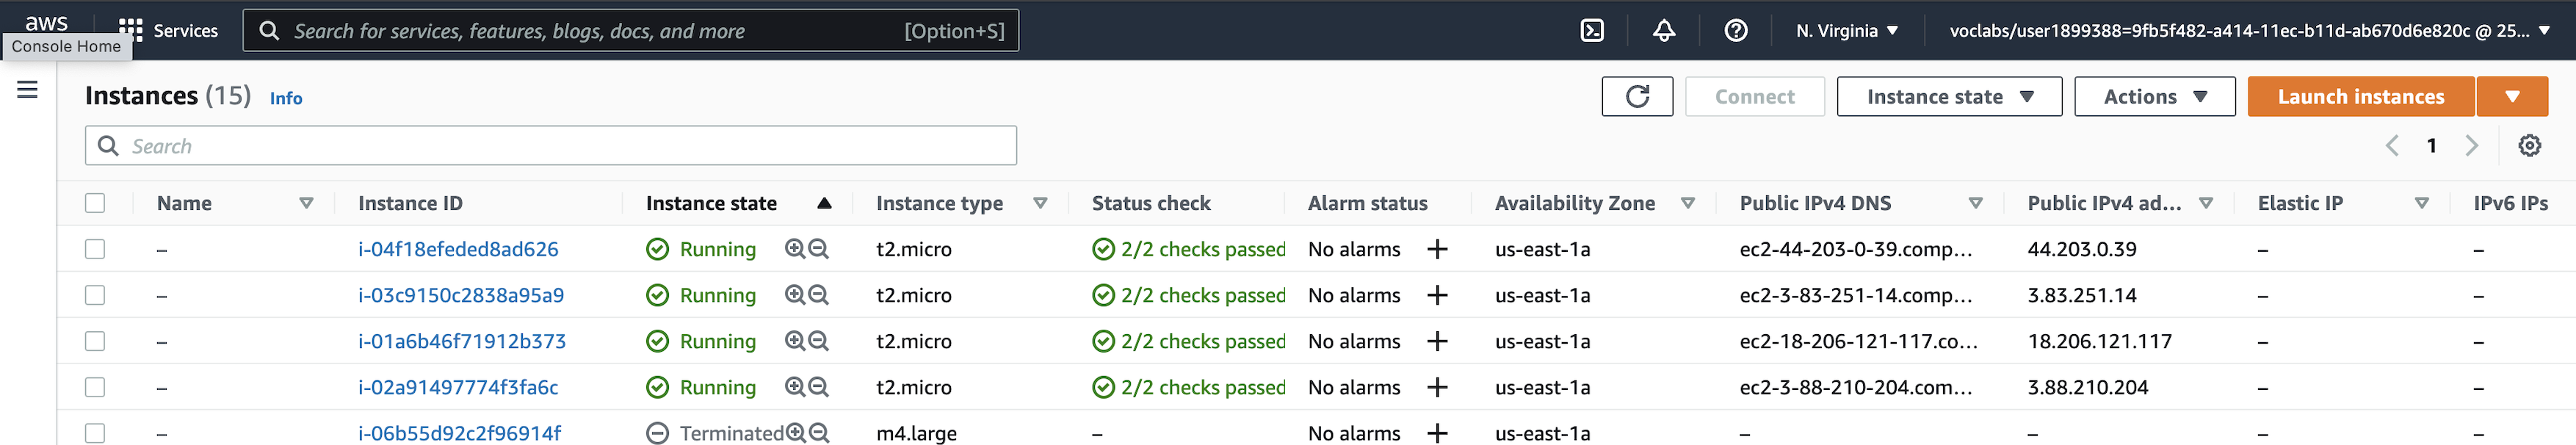 aws
Services
Search for services, features, blogs, docs, and more [Option+S]
N. Virginia
voclabs/user1899388=9fb5f482-a414-11ec-b11d-ab670d6e820c @ 25...
Console Home
Instances (15) Info
Connect
Instance state
Actions
Launch instances
Search
1
Name Instance ID Instance state Instance type Status check Alarm status Availability Zone Public IPv4 DNS Public IPv4 ad... Elastic IP IPv6 IPs
– i-04f18efeded8ad626 Running t2.micro 2/2 checks passed No alarms + us-east-1a ec2-44-203-0-39.comp... 44.203.0.39 – –
– i-03c9150c2838a95a9 Running t2.micro 2/2 checks passed No alarms + us-east-1a ec2-3-83-251-14.comp... 3.83.251.14 – –
– i-01a6b46f71912b373 Running t2.micro 2/2 checks passed No alarms + us-east-1a ec2-18-206-121-117.co... 18.206.121.117 – –
– i-02a91497774f3fa6c Running t2.micro 2/2 checks passed No alarms + us-east-1a ec2-3-88-210-204.com... 3.88.210.204 – –
– i-06b55d92c2f96914f Terminated m4.large – No alarms + us-east-1a – – – –